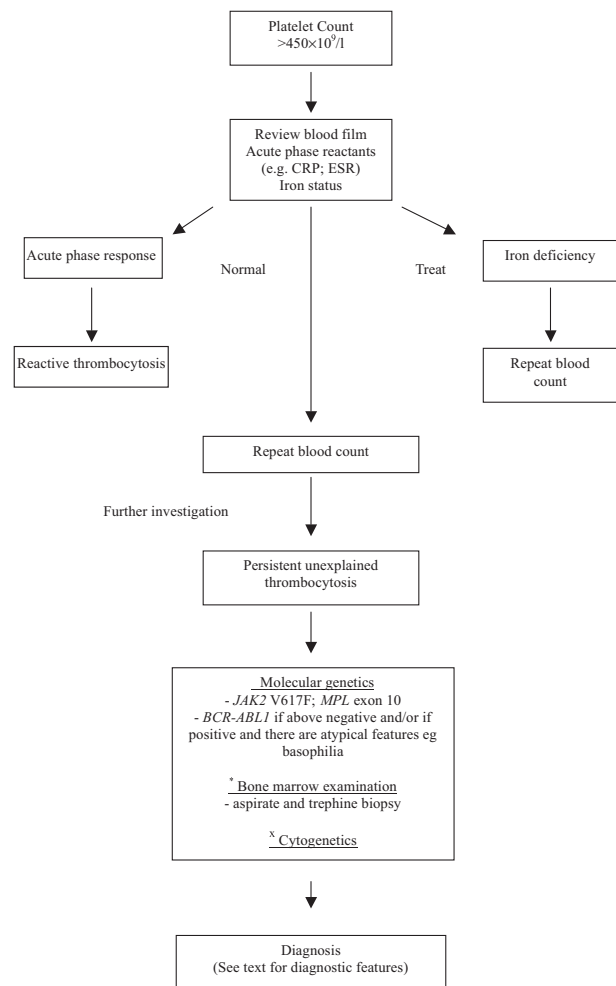 Platelet Count
>450×10⁹/l
Review blood film
Acute phase reactants
(e.g. CRP; ESR)
Iron status
Acute phase response
Normal
Treat
Iron deficiency
Reactive thrombocytosis
Repeat blood
count
Repeat blood count
Further investigation
Persistent unexplained
thrombocytosis
Molecular genetics
- JAK2 V617F; MPL exon 10
- BCR-ABL1 if above negative and/or if
positive and there are atypical features eg
basophilia
* Bone marrow examination
- aspirate and trephine biopsy
x Cytogenetics
Diagnosis
(See text for diagnostic features)